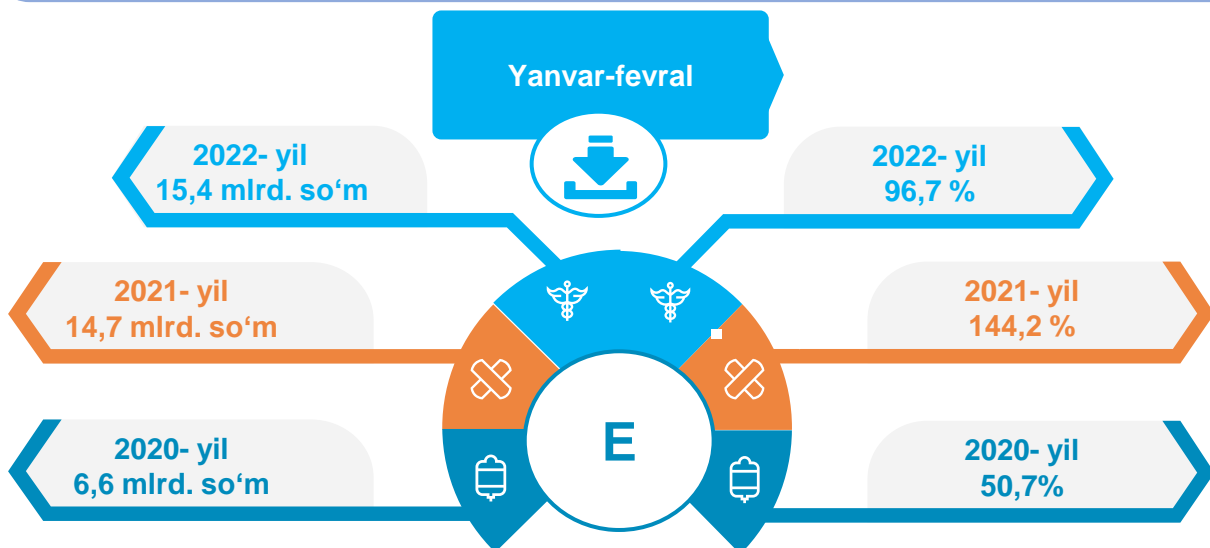 Yanvar-fevral
2022- yil
15,4 mlrd. so‘m
2022- yil
96,7 %
2021- yil
14,7 mlrd. so‘m
2021- yil
144,2 %
2020- yil
6,6 mlrd. so‘m
2020- yil
50,7%
E